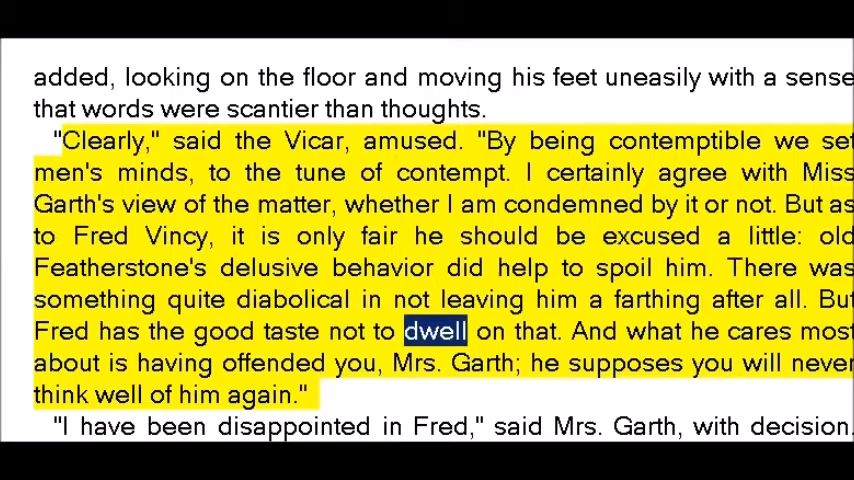 added, looking on the floor and moving his feet uneasily with a sense
that words were scantier than thoughts.
"Clearly," said the Vicar, amused. "By being contemptible we set
men's minds, to the tune of contempt. I certainly agree with Miss
Garth's view of the matter, whether I am condemned by it or not. But as
to Fred Vincy, it is only fair he should be excused a little: old
Featherstone's delusive behavior did help to spoil him. There was
something quite diabolical in not leaving him a farthing after all. But
Fred has the good taste not to dwell on that. And what he cares most
about is having offended you, Mrs. Garth; he supposes you will never
think well of him again."
"I have been disappointed in Fred," said Mrs. Garth, with decision.